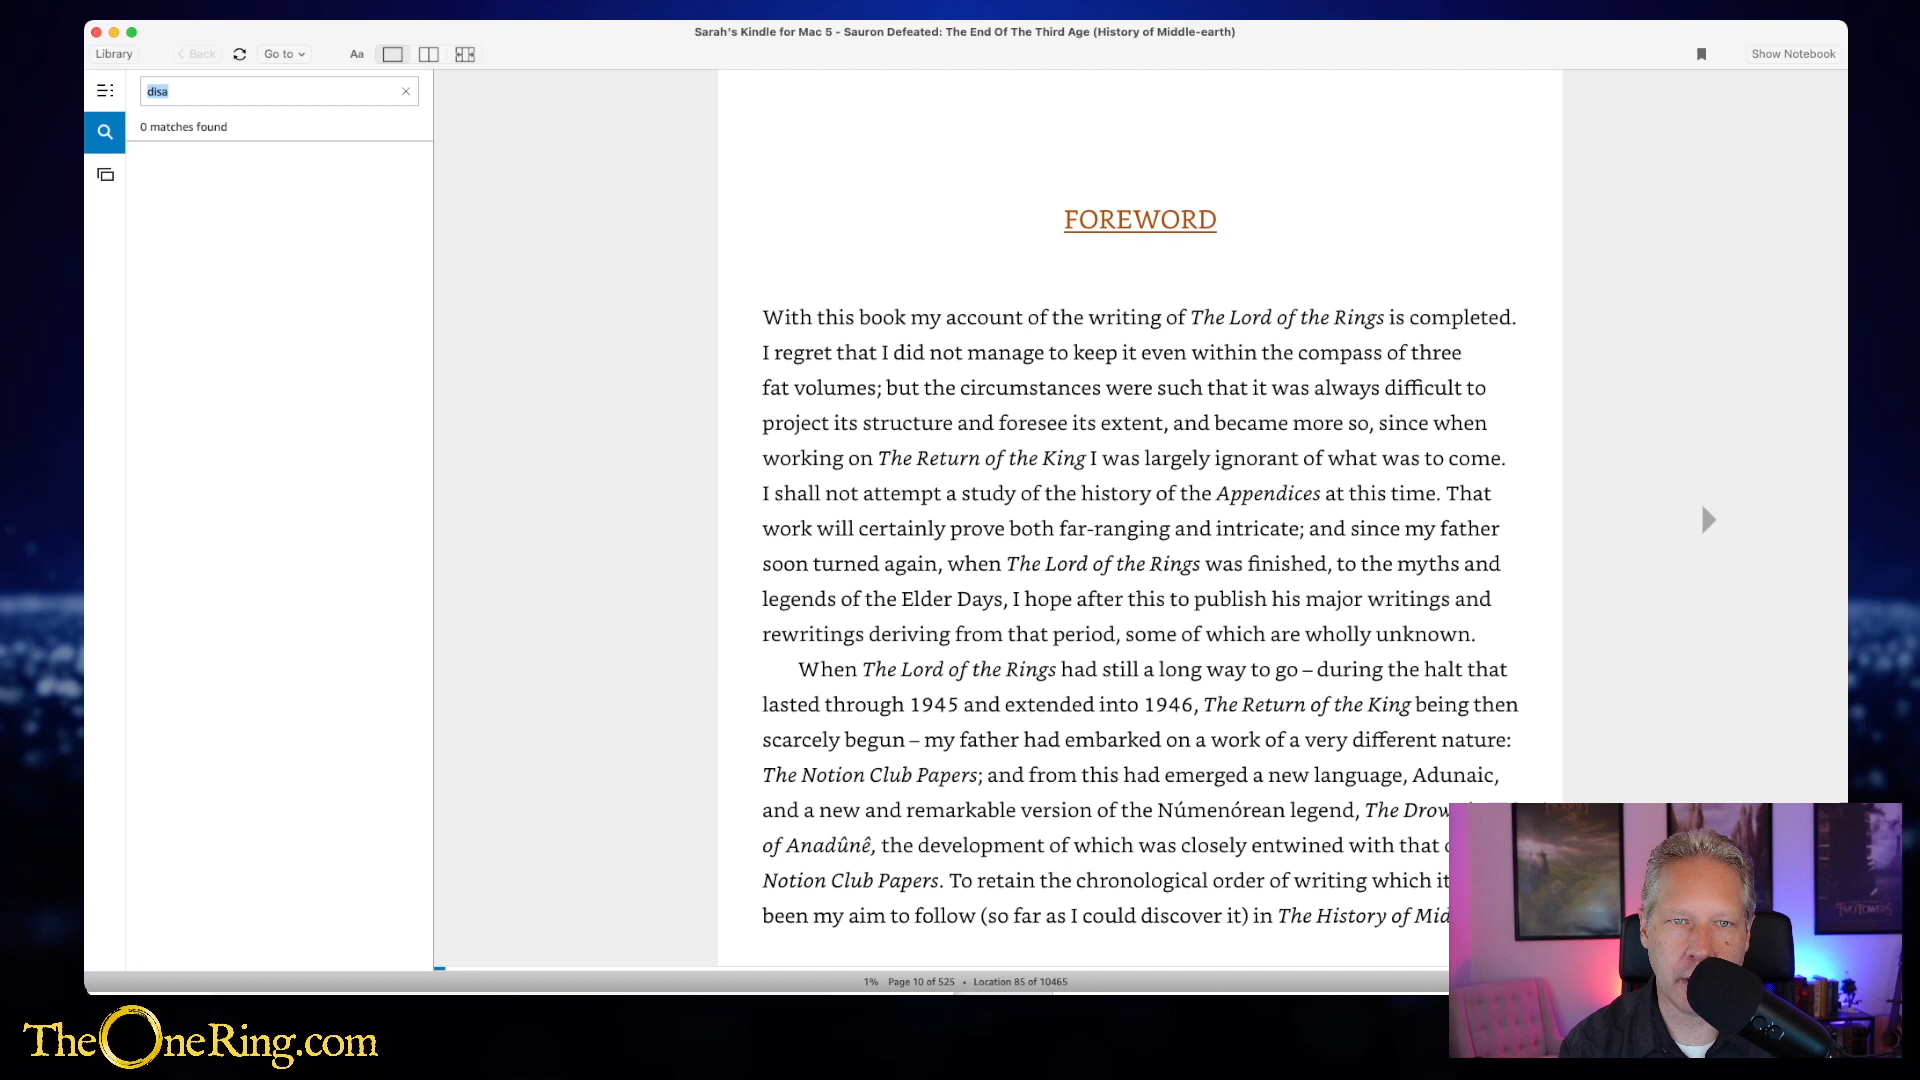 Sarah's Kindle for Mac 5 - Sauron Defeated: The End Of The Third Age (History of Middle-earth)
Library
Back
Go to
Aa
Show Notebook
disa
0 matches found
FOREWORD
With this book my account of the writing of The Lord of the Rings is completed.
I regret that I did not manage to keep it even within the compass of three
fat volumes; but the circumstances were such that it was always difficult to
project its structure and foresee its extent, and became more so, since when
working on The Return of the King I was largely ignorant of what was to come.
I shall not attempt a study of the history of the Appendices at this time. That
work will certainly prove both far-ranging and intricate; and since my father
soon turned again, when The Lord of the Rings was finished, to the myths and
legends of the Elder Days, I hope after this to publish his major writings and
rewritings deriving from that period, some of which are wholly unknown.
When The Lord of the Rings had still a long way to go – during the halt that
lasted through 1945 and extended into 1946, The Return of the King being then
scarcely begun – my father had embarked on a work of a very different nature:
The Notion Club Papers; and from this had emerged a new language, Adunaic,
and a new and remarkable version of the Númenórean legend, The Drow
of Anadûnê, the development of which was closely entwined with that
Notion Club Papers. To retain the chronological order of writing which it
been my aim to follow (so far as I could discover it) in The History of Mid
1% Page 10 of 525 • Location 85 of 10465
TheOneRing.com
TWO TOWERS